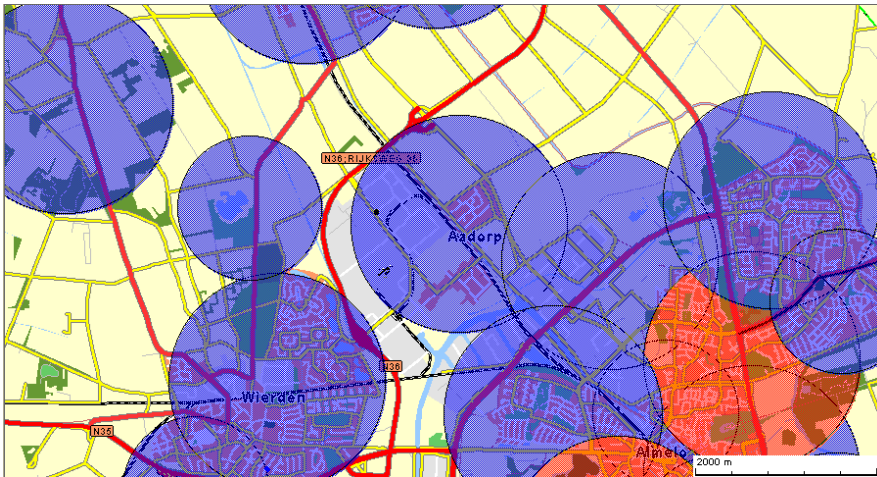 N36;RIJKSWEG 36
Aadorp
N36
Wierden
N35
Almelo
2000 m